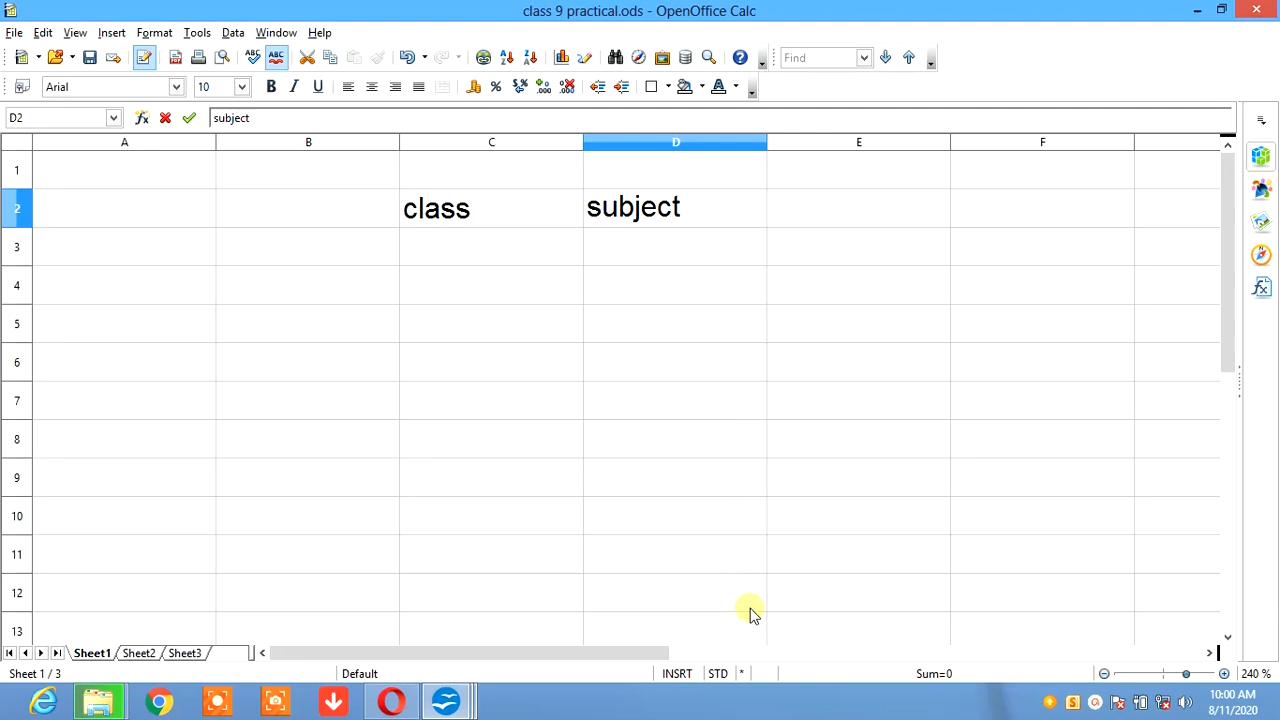 class 9 practical.ods - OpenOffice Calc
File Edit View Insert Format Tools Data Window Help
Find
Arial 10
D2 subject
A B C D E F
1
2 class subject
3
4
5
6
7
8
9
10
11
12
13
Sheet1 Sheet2 Sheet3
Sheet 1 / 3 Default INSRT STD * Sum=0 240 %
10:00 AM
8/11/2020